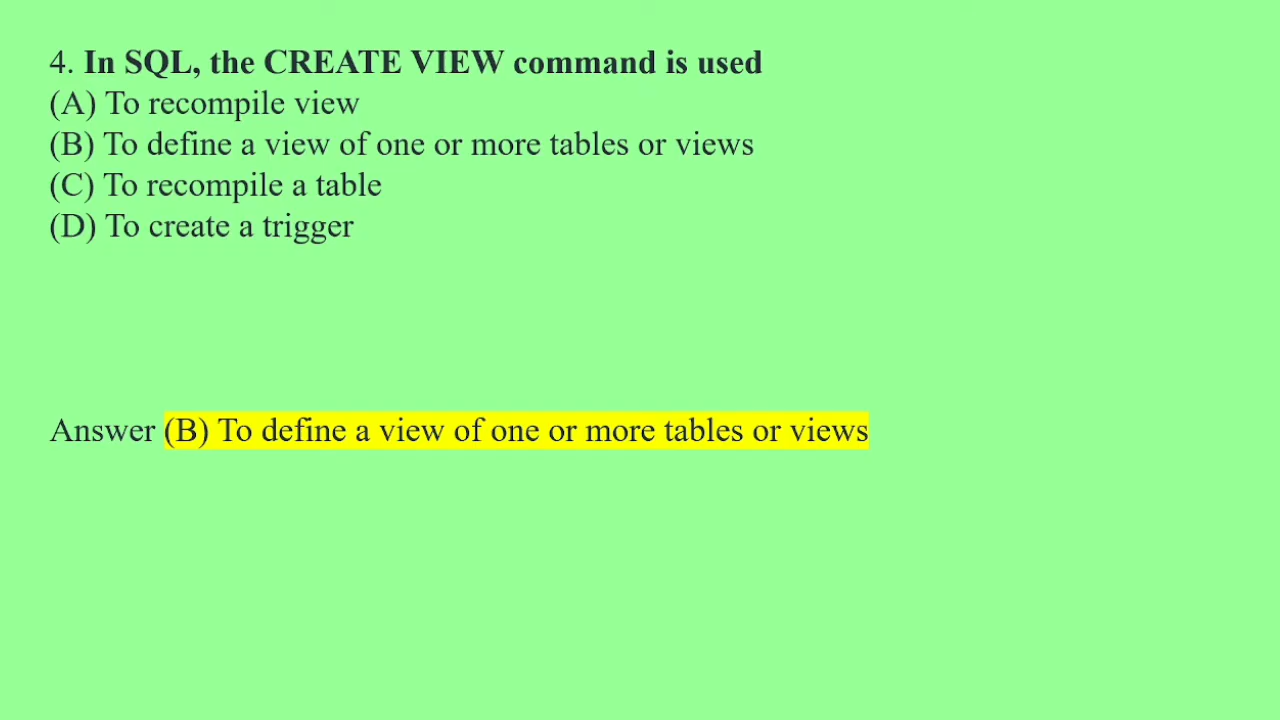 4. In SQL, the CREATE VIEW command is used
(A) To recompile view
(B) To define a view of one or more tables or views
(C) To recompile a table
(D) To create a trigger
Answer (B) To define a view of one or more tables or views